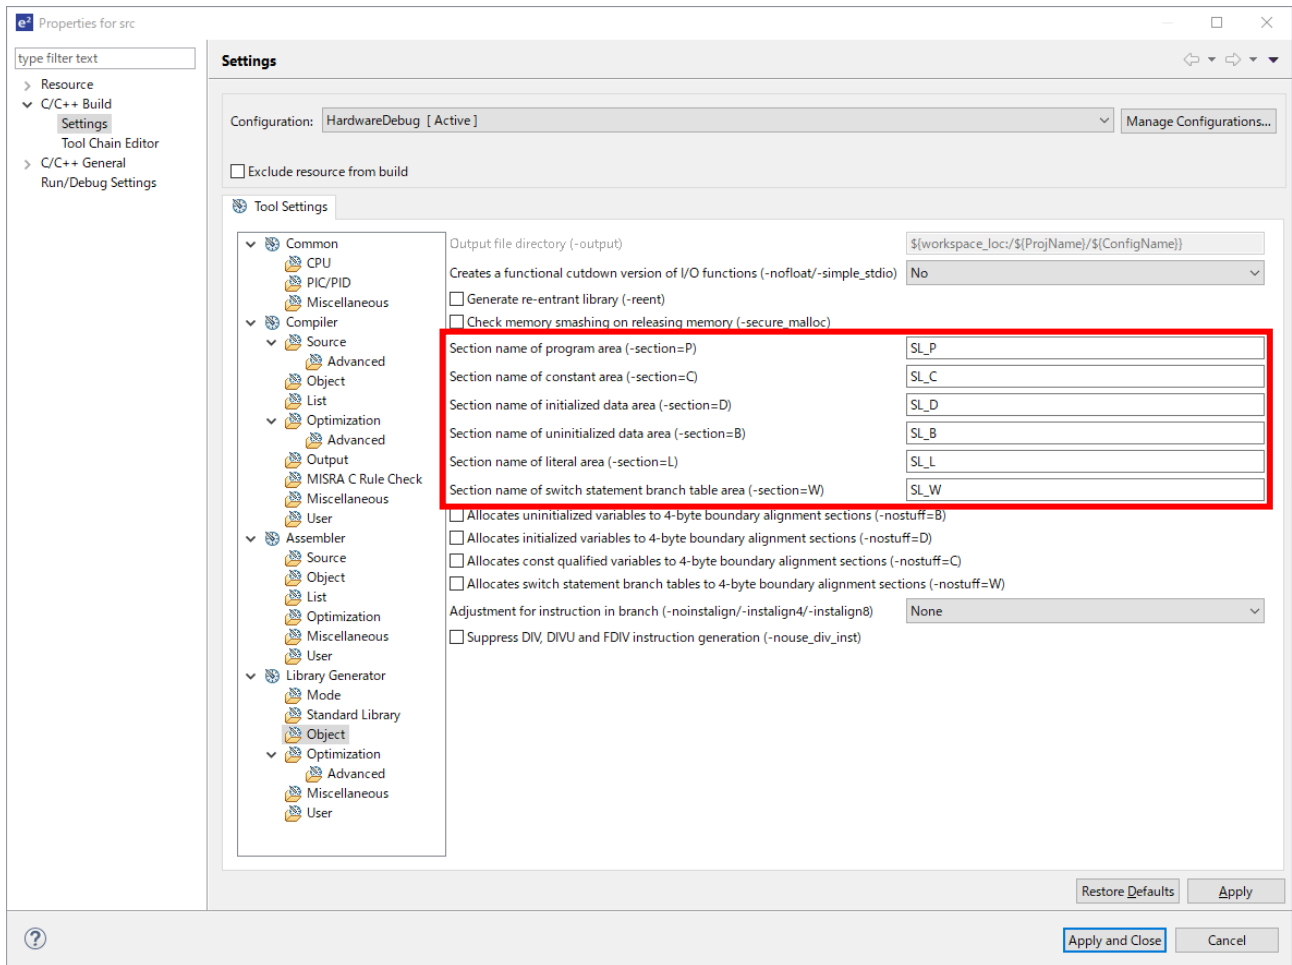 e² Properties for src
type filter text
Resource
C/C++ Build
Settings
Tool Chain Editor
C/C++ General
Run/Debug Settings
Settings
Configuration: HardwareDebug [ Active ] Manage Configurations...
Exclude resource from build
Tool Settings
Common
CPU
PIC/PID
Miscellaneous
Compiler
Source
Advanced
Object
List
Optimization
Advanced
Output
MISRA C Rule Check
Miscellaneous
User
Assembler
Source
Object
List
Optimization
Miscellaneous
User
Library Generator
Mode
Standard Library
Object
Optimization
Advanced
Miscellaneous
User
Output file directory (-output) ${workspace_loc:/${ProjName}/${ConfigName}}
Creates a functional cutdown version of I/O functions (-nofloat/-simple_stdio) No
Generate re-entrant library (-reent)
Check memory smashing on releasing memory (-secure_malloc)
Section name of program area (-section=P) SL_P
Section name of constant area (-section=C) SL_C
Section name of initialized data area (-section=D) SL_D
Section name of uninitialized data area (-section=B) SL_B
Section name of literal area (-section=L) SL_L
Section name of switch statement branch table area (-section=W) SL_W
Allocates uninitialized variables to 4-byte boundary alignment sections (-nostuff=B)
Allocates initialized variables to 4-byte boundary alignment sections (-nostuff=D)
Allocates const qualified variables to 4-byte boundary alignment sections (-nostuff=C)
Allocates switch statement branch tables to 4-byte boundary alignment sections (-nostuff=W)
Adjustment for instruction in branch (-noinstalign/-instalign4/-instalign8) None
Suppress DIV, DIVU and FDIV instruction generation (-nouse_div_inst)
Restore Defaults Apply
? Apply and Close Cancel